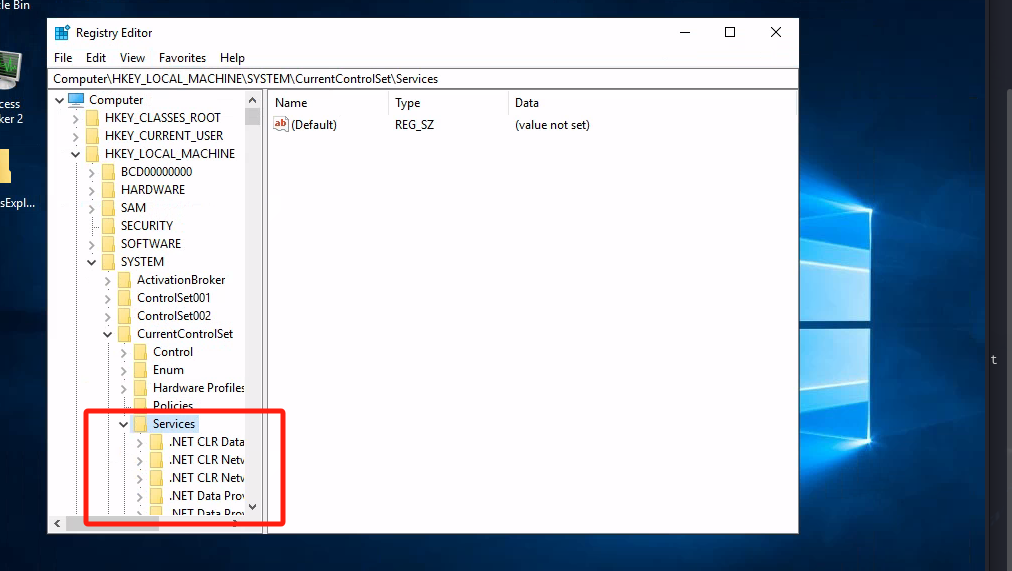 cle Bin
Registry Editor
File Edit View Favorites Help
Computer\HKEY_LOCAL_MACHINE\SYSTEM\CurrentControlSet\Services
Computer
HKEY_CLASSES_ROOT
HKEY_CURRENT_USER
HKEY_LOCAL_MACHINE
BCD00000000
HARDWARE
SAM
SECURITY
SOFTWARE
SYSTEM
ActivationBroker
ControlSet001
ControlSet002
CurrentControlSet
Control
Enum
Hardware Profiles
Policies
Services
.NET CLR Data
.NET CLR Netw
.NET CLR Netw
.NET Data Prov
.NET Data Prov
Name Type Data
ab (Default) REG_SZ (value not set)
cess
ker 2
sExpl...
t